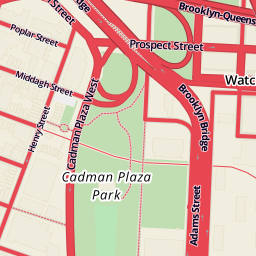 Brooklyn-Queens
Bridge
Poplar Street
Prospect Street
Middagh Street
Watc
Henry Street
Cadman Plaza West
Brooklyn Bridge
Cadman Plaza
Park
Adams Street